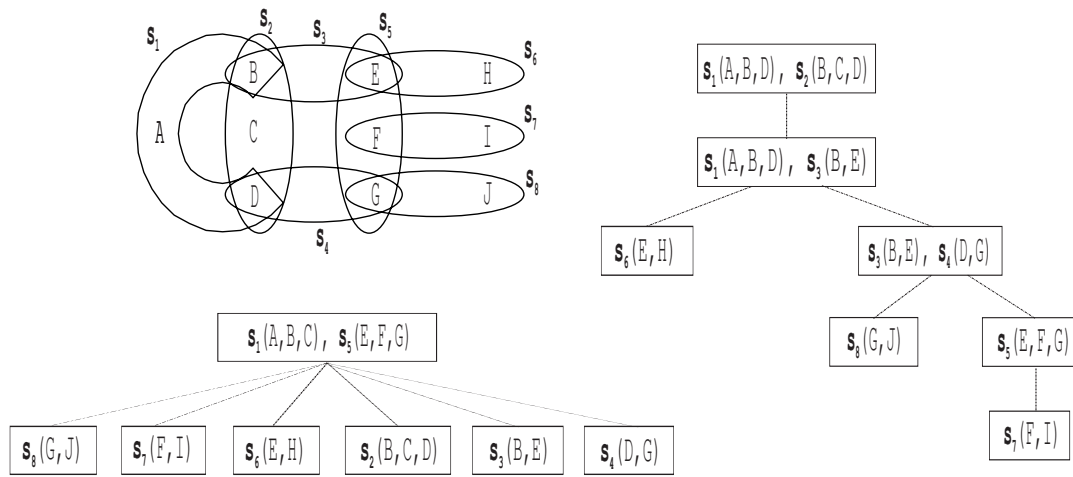 s1
s2
s3
s5
s6
B
E
H
A
C
F
I
s7
D
G
J
s8
s4
s1(A,B,D), s2(B,C,D)
s1(A,B,D), s3(B,E)
s6(E,H)
s3(B,E), s4(D,G)
s8(G,J)
s5(E,F,G)
s7(F,I)
s1(A,B,C), s5(E,F,G)
s8(G,J)
s7(F,I)
s6(E,H)
s2(B,C,D)
s3(B,E)
s4(D,G)